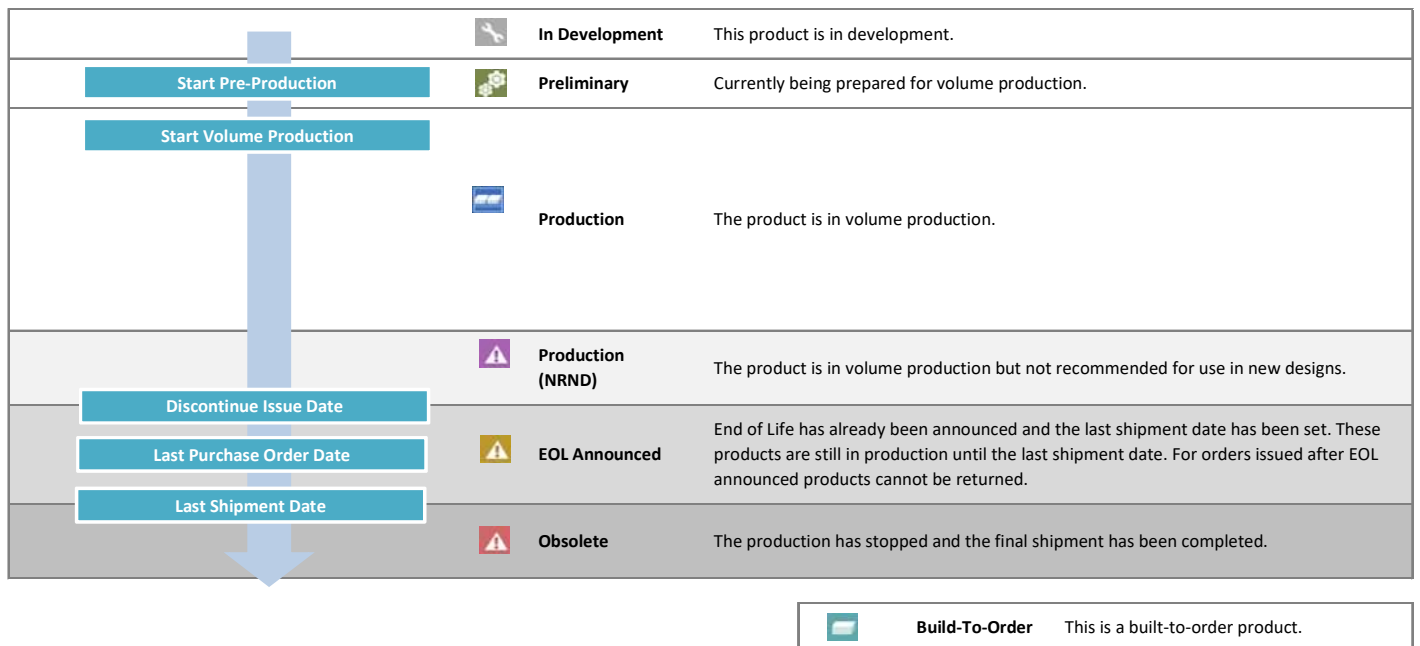 In Development This product is in development.
Start Pre-Production Preliminary Currently being prepared for volume production.
Start Volume Production
Production The product is in volume production.
Production
(NRND)
The product is in volume production but not recommended for use in new designs.
Discontinue Issue Date
Last Purchase Order Date
EOL Announced
End of Life has already been announced and the last shipment date has been set. These
products are still in production until the last shipment date. For orders issued after EOL
announced products cannot be returned.
Last Shipment Date
Obsolete The production has stopped and the final shipment has been completed.
Build-To-Order This is a built-to-order product.